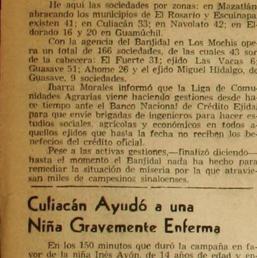 He aquí las sociedades por zonas: en Mazatlán
abracando los municipios de El Rosario y Escuinapa
existen 41; en Culiacán 53; en Navolato 42; en El-
dorado 16 y 20 en Guamúchil.
Con la agencia del Banjidal en Los Mochis ope-
ra un total de 166 sociedades, de las cuales 43 son
de la cabecera: El Fuerte 31; ejido Las Vacas 6;
Guasave 51; Ahome 26 y el ejido Miguel Hidalgo, de
Guasave, 9 sociedades.
Ibarra Morales informó que la Liga de Comu-
nidades Agrarias viene haciendo gestiones desde ha-
ce tiempo ante el Banco Nacional de Crédito Ejidal
para que envíe brigadas de ingenieros para hacer es-
tudios sociales, agrícolas y económicos en todos a-
quellos ejidos que hasta la fecha no reciben los be-
neficios del crédito oficial.
Pese a las activas gestiones,—finalizó diciendo—
hasta el momento el Banjidal nada ha hecho para
remediar la situación de miseria por la que atravie-
san miles de campesinos sinaloenses.
Culiacán Ayudó a una
Niña Gravemente Enferma
En los 150 minutos que duró la campaña en fa-
vor de la niña Inés Ayón, de 14 años de edad y en-